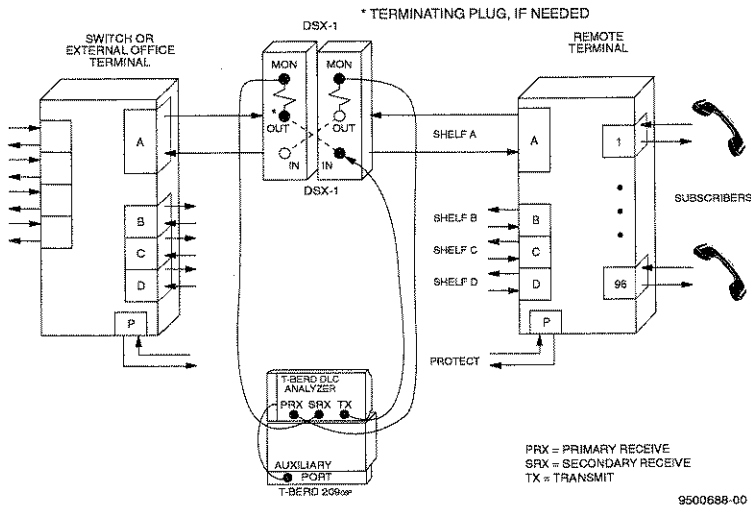 * TERMINATING PLUG, IF NEEDED
DSX-1
SWITCH OR
EXTERNAL OFFICE
TERMINAL
REMOTE
TERMINAL
MON
MON
*
OUT
OUT
IN
IN
DSX-1
A
B
C
D
P
SHELF A
SHELF B
SHELF C
SHELF D
PROTECT
A
B
C
D
P
1
96
SUBSCRIBERS
T-BERD DLC
ANALYZER
PRX SRX TX
AUXILIARY
PORT
T-BERD 209OSP
PRX = PRIMARY RECEIVE
SRX = SECONDARY RECEIVE
TX = TRANSMIT
9500688-00